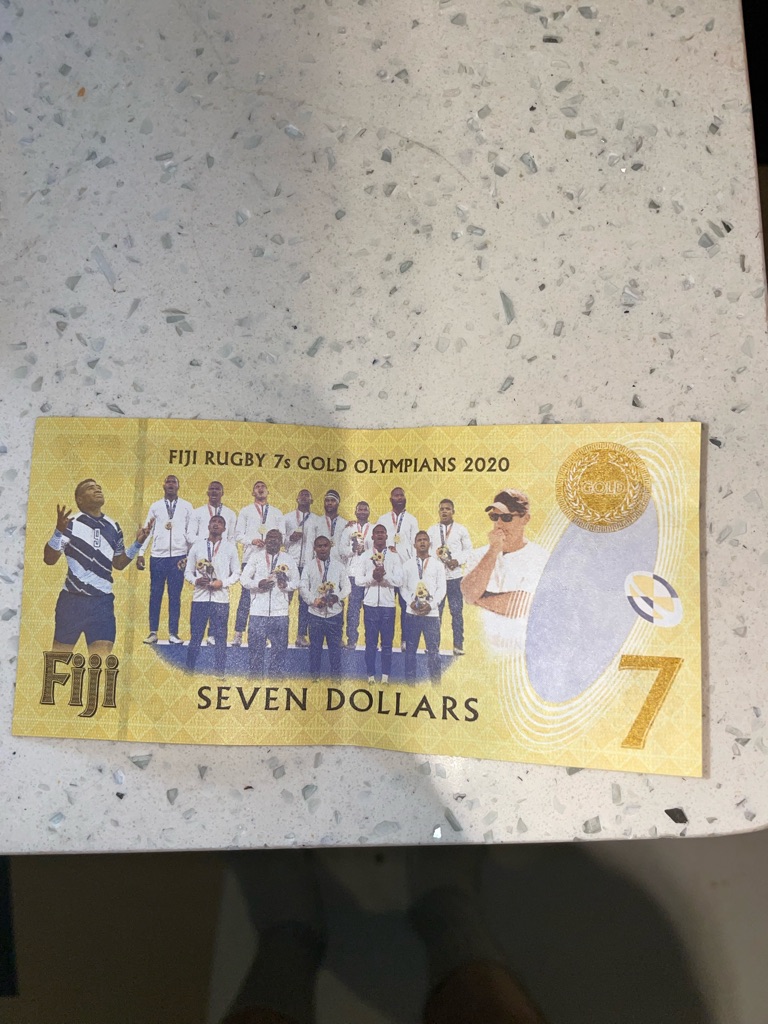 FIJI RUGBY 7s GOLD OLYMPIANS 2020
GOLD
Fiji
SEVEN DOLLARS
7